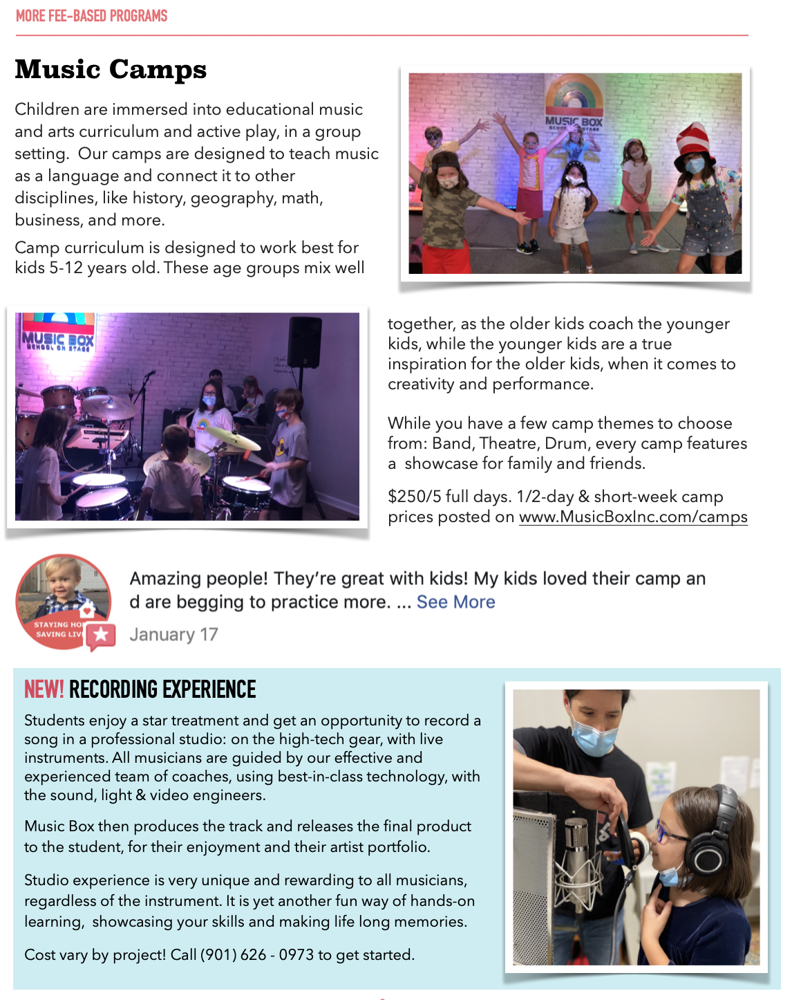 MORE FEE-BASED PROGRAMS
Music Camps
Children are immersed into educational music
and arts curriculum and active play, in a group
setting.  Our camps are designed to teach music
as a language and connect it to other
disciplines, like history, geography, math,
business, and more.
Camp curriculum is designed to work best for
kids 5-12 years old. These age groups mix well
MUSIC BOX
SCHOOL ON STAGE
MUSIC BOX
SCHOOL ON STAGE
together, as the older kids coach the younger
kids, while the younger kids are a true
inspiration for the older kids, when it comes to
creativity and performance.
While you have a few camp themes to choose
from: Band, Theatre, Drum, every camp features
a  showcase for family and friends.
$250/5 full days. 1/2-day & short-week camp
prices posted on www.MusicBoxInc.com/camps
STAYING
SAVING
Amazing people! They’re great with kids! My kids loved their camp an
d are begging to practice more. ... See More
January 17
NEW! RECORDING EXPERIENCE
Students enjoy a star treatment and get an opportunity to record a
song in a professional studio: on the high-tech gear, with live
instruments. All musicians are guided by our effective and
experienced team of coaches, using best-in-class technology, with
the sound, light & video engineers.
Music Box then produces the track and releases the final product
to the student, for their enjoyment and their artist portfolio.
Studio experience is very unique and rewarding to all musicians,
regardless of the instrument. It is yet another fun way of hands-on
learning,  showcasing your skills and making life long memories.
Cost vary by project! Call (901) 626 - 0973 to get started.